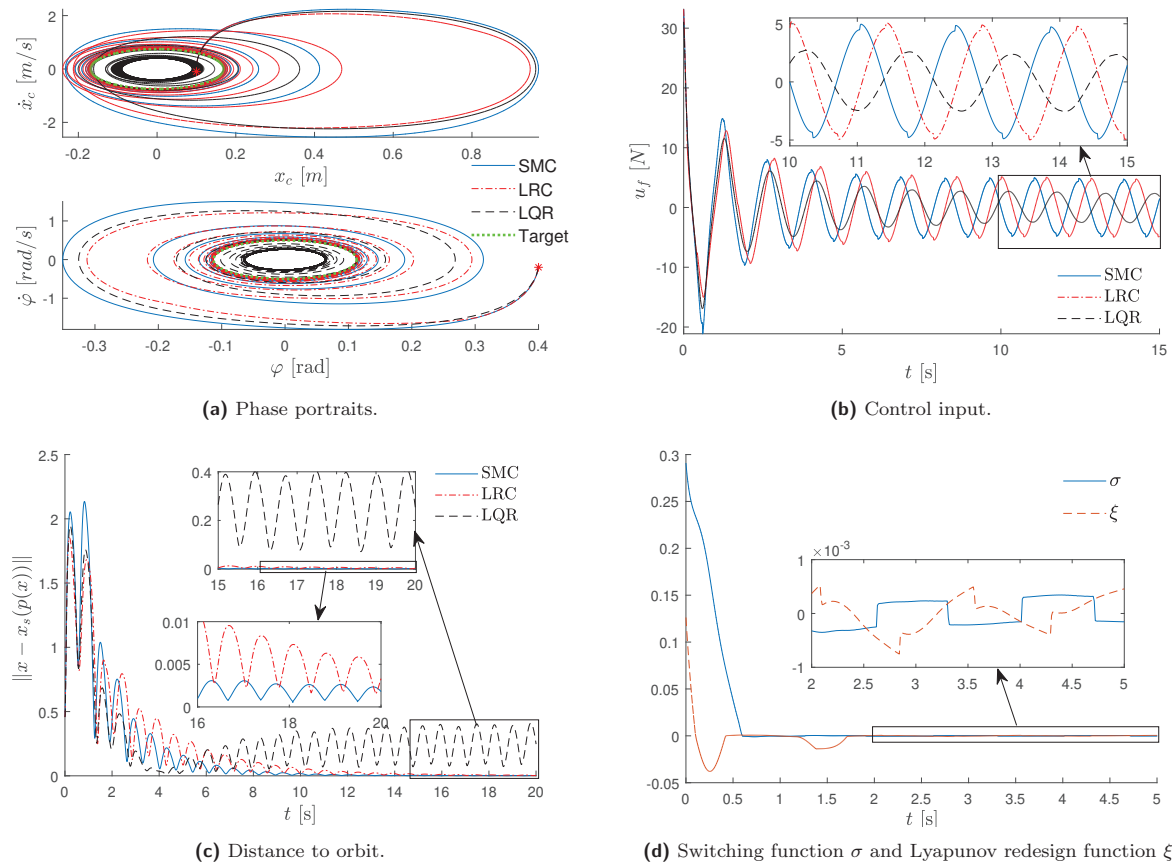 2
0
-2
ẋ_c [m/s]
-0.2 0 0.2 0.4 0.6 0.8
x_c [m]
SMC
LRC
LQR
Target
1
0
-1
φ̇ [rad/s]
-0.3 -0.2 -0.1 0 0.1 0.2 0.3 0.4
φ [rad]
(a) Phase portraits.
30
20
10
0
-10
-20
u_f [N]
5
0
-5
10 11 12 13 14 15
SMC
LRC
LQR
0 5 10 15
t [s]
(b) Control input.
2.5
2
1.5
1
0.5
0
||x − x_s(p(x))||
0.4
0.2
0
15 16 17 18 19 20
SMC
LRC
LQR
0.01
0.005
0
16 17 18 19 20
0 2 4 6 8 10 12 14 16 18 20
t [s]
(c) Distance to orbit.
0.3
0.25
0.2
0.15
0.1
0.05
0
-0.05
σ
ξ
×10^-3
1
0
-1
2 2.5 3 3.5 4 4.5 5
0 0.5 1 1.5 2 2.5 3 3.5 4 4.5 5
t [s]
(d) Switching function σ and Lyapunov redesign function ξ